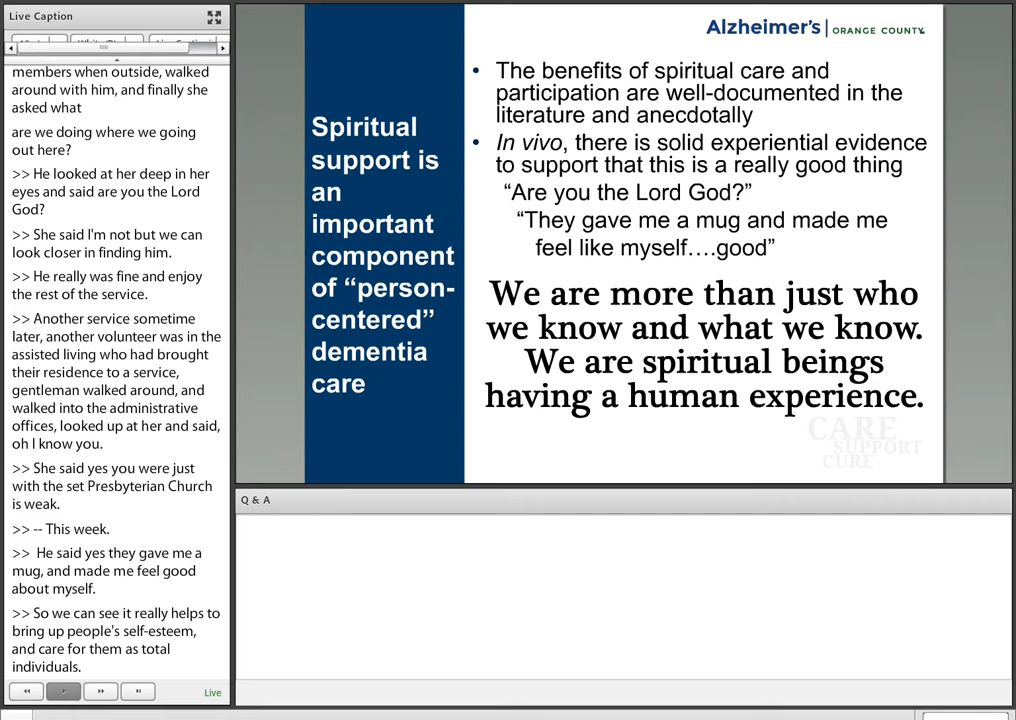 Live Caption
members when outside, walked
around with him, and finally she
asked what
are we doing where we going
out here?
>> He looked at her deep in her
eyes and said are you the Lord
God?
>> She said I'm not but we can
look closer in finding him.
>> He really was fine and enjoy
the rest of the service.
>> Another service sometime
later, another volunteer was in the
assisted living who had brought
their residence to a service,
gentleman walked around, and
walked into the administrative
offices, looked up at her and said,
oh I know you.
>> She said yes you were just
with the set Presbyterian Church
is weak.
>> -- This week.
>> He said yes they gave me a
mug, and made me feel good
about myself.
>> So we can see it really helps to
bring up people's self-esteem,
and care for them as total
individuals.
Live
Alzheimer's | ORANGE COUNTY
Spiritual
support is
an
important
component
of “person-
centered”
dementia
care
• The benefits of spiritual care and
participation are well-documented in the
literature and anecdotally
• In vivo, there is solid experiential evidence
to support that this is a really good thing
“Are you the Lord God?”
“They gave me a mug and made me
feel like myself….good”
We are more than just who
we know and what we know.
We are spiritual beings
having a human experience.
CARE
SUPPORT
CURE
Q & A